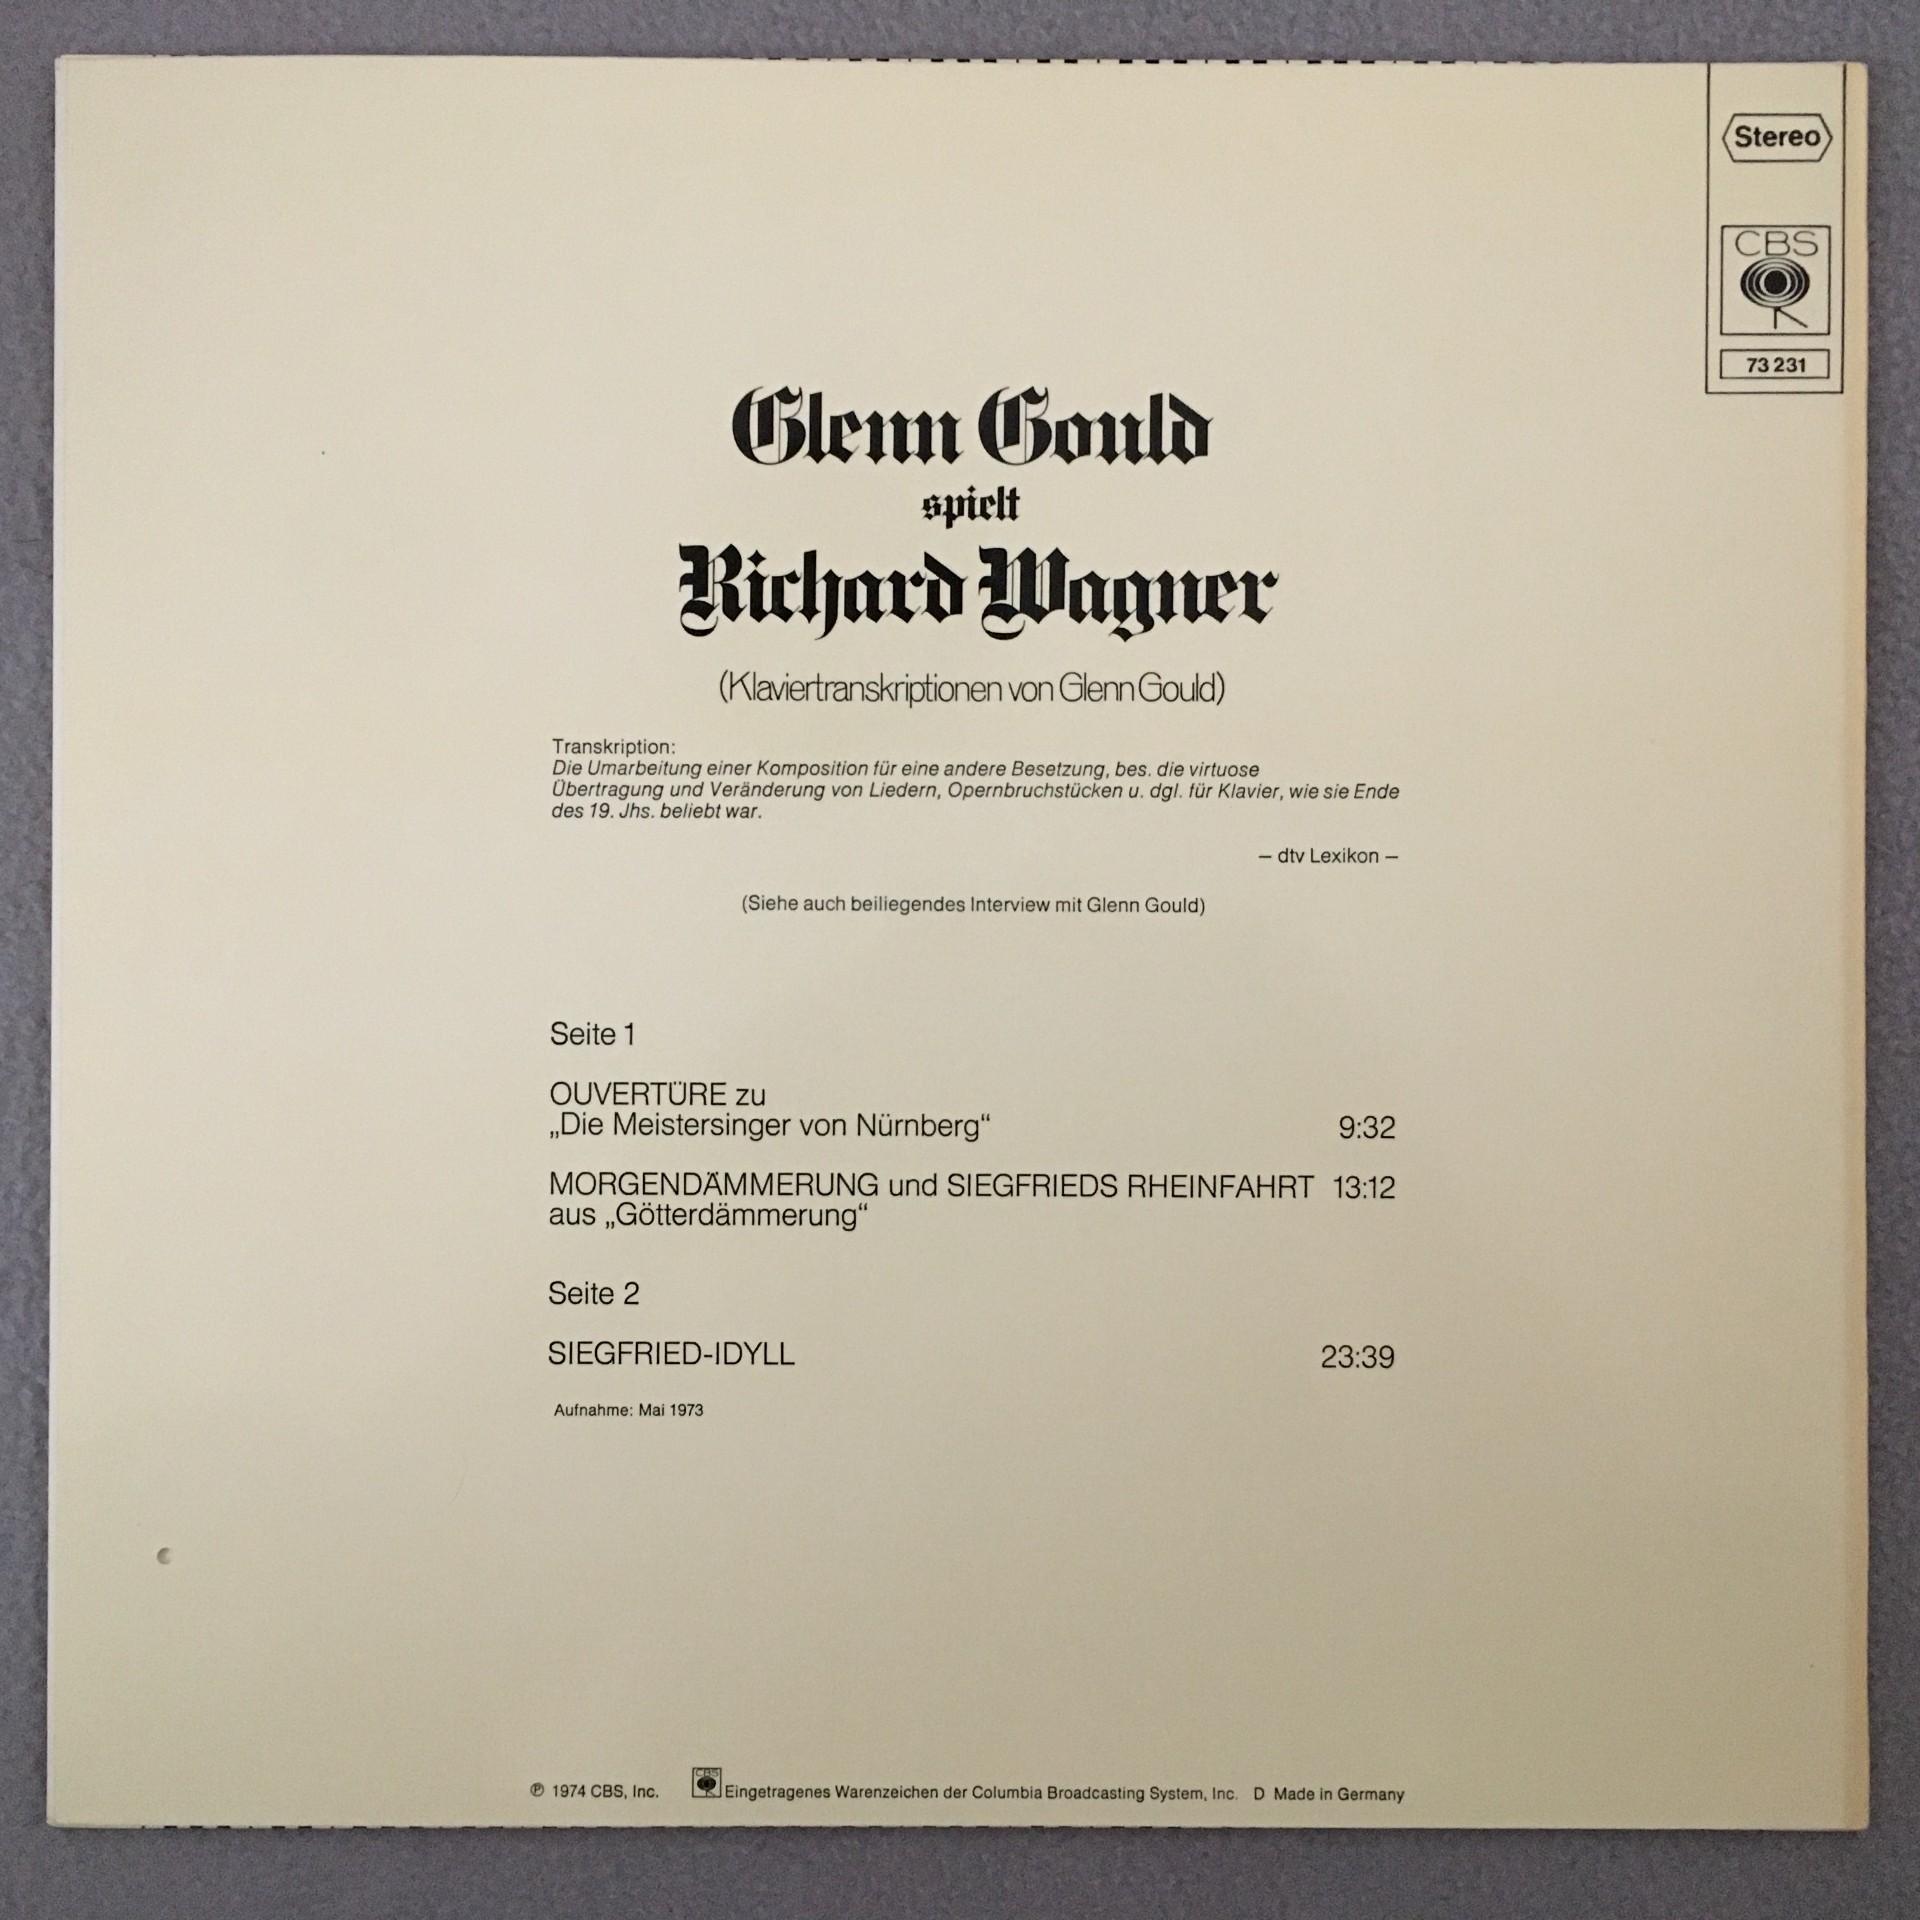 Stereo
CBS
73 231
Glenn Gould
spielt
Richard Wagner
(Klaviertranskriptionen von Glenn Gould)
Transkription:
Die Umarbeitung einer Komposition für eine andere Besetzung, bes. die virtuose
Übertragung und Veränderung von Liedern, Opernbruchstücken u. dgl. für Klavier, wie sie Ende
des 19. Jhs. beliebt war.
– dtv Lexikon –
(Siehe auch beiliegendes Interview mit Glenn Gould)
Seite 1
OUVERTÜRE zu
„Die Meistersinger von Nürnberg“ 9:32
MORGENDÄMMERUNG und SIEGFRIEDS RHEINFAHRT 13:12
aus „Götterdämmerung“
Seite 2
SIEGFRIED-IDYLL 23:39
Aufnahme: Mai 1973
℗ 1974 CBS, Inc. CBS Eingetragenes Warenzeichen der Columbia Broadcasting System, Inc. D Made in Germany